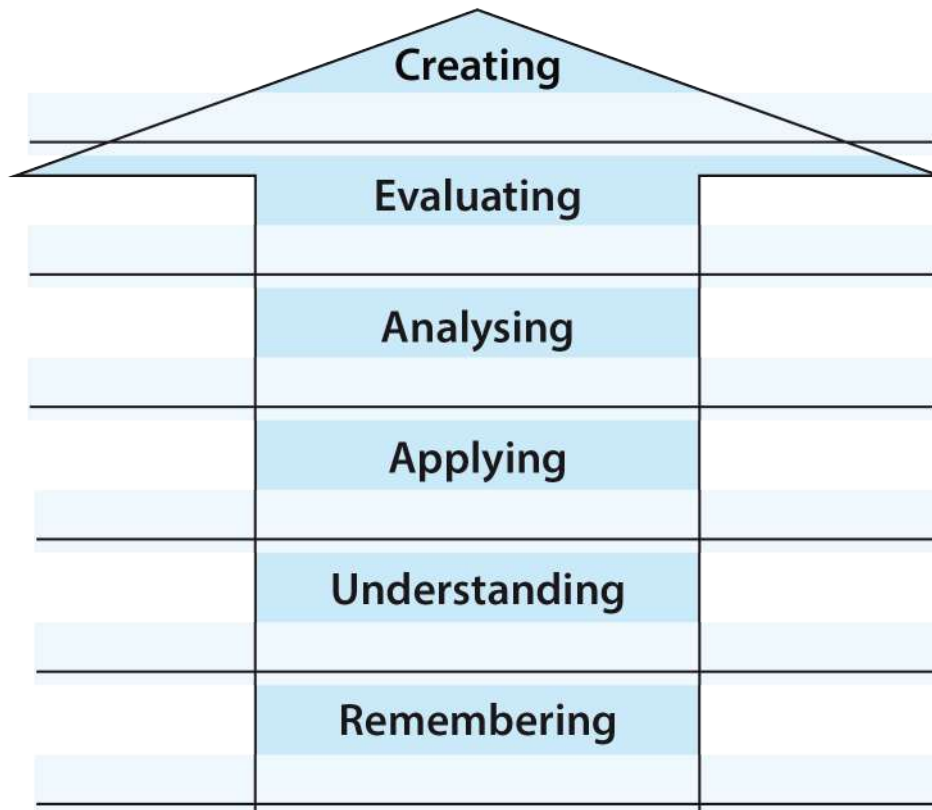 Creating
Evaluating
Analysing
Applying
Understanding
Remembering